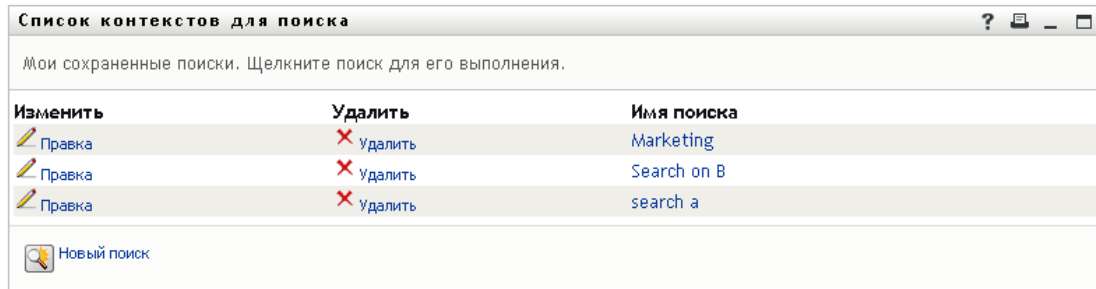 Список контекстов для поиска ?
Мои сохраненные поиски. Щелкните поиск для его выполнения.
Изменить Удалить Имя поиска
Правка Удалить Marketing
Правка Удалить Search on B
Правка Удалить search a
Новый поиск